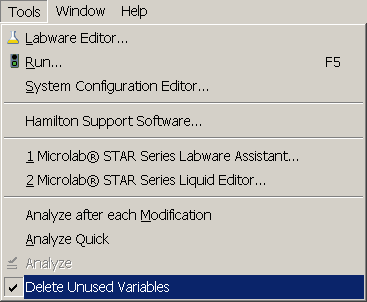 Tools Window Help
Labware Editor...
Run... F5
System Configuration Editor...
Hamilton Support Software...
1 Microlab® STAR Series Labware Assistant...
2 Microlab® STAR Series Liquid Editor...
Analyze after each Modification
Analyze Quick
Analyze
Delete Unused Variables